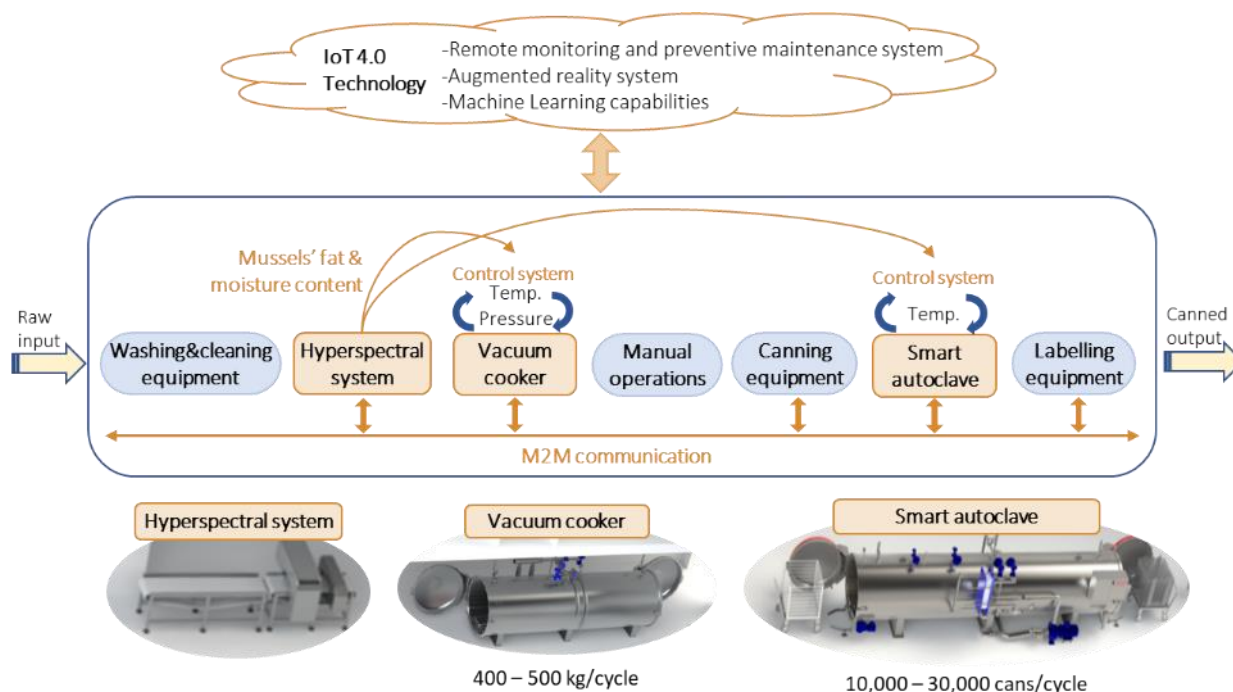 IoT 4.0
Technology
-Remote monitoring and preventive maintenance system
-Augmented reality system
-Machine Learning capabilities
Mussels’ fat &
moisture content
Control system
Temp.
Pressure
Control system
Temp.
Raw
input
Washing&cleaning
equipment
Hyperspectral
system
Vacuum
cooker
Manual
operations
Canning
equipment
Smart
autoclave
Labelling
equipment
Canned
output
M2M communication
Hyperspectral system
Vacuum cooker
Smart autoclave
400 – 500 kg/cycle
10,000 – 30,000 cans/cycle